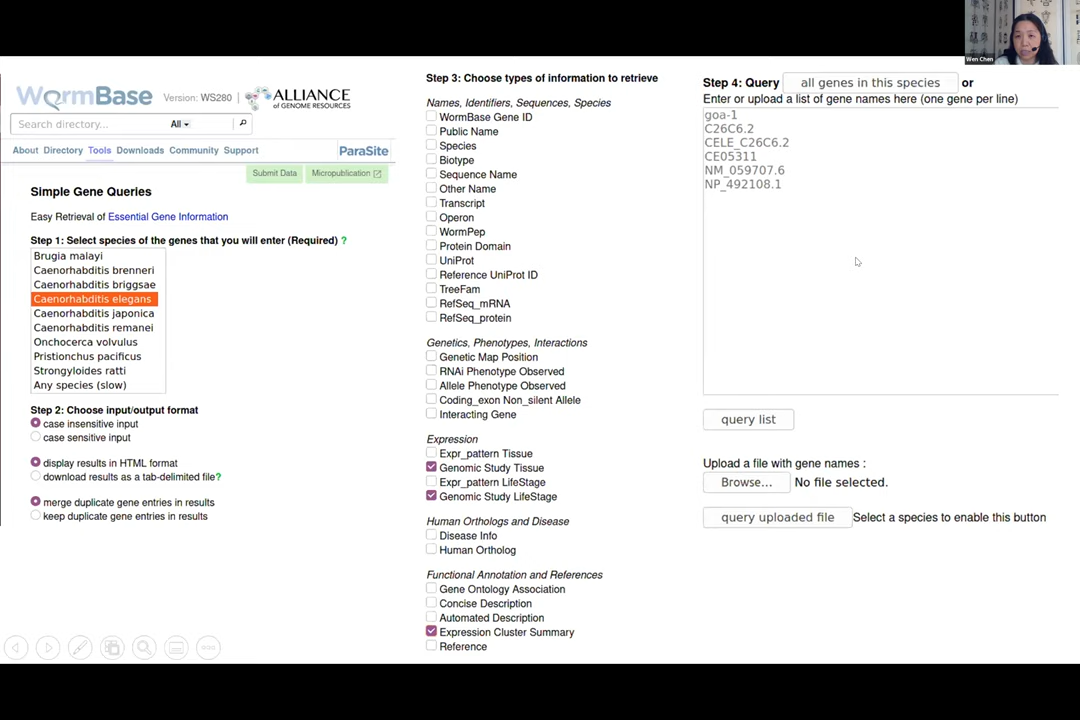 Wen Chen
WormBase Version: WS280 | ALLIANCE OF GENOME RESOURCES
Search directory... All
About Directory Tools Downloads Community Support ParaSite
Submit Data Micropublication
Simple Gene Queries
Easy Retrieval of Essential Gene Information
Step 1: Select species of the genes that you will enter (Required) ?
Brugia malayi
Caenorhabditis brenneri
Caenorhabditis briggsae
Caenorhabditis elegans
Caenorhabditis japonica
Caenorhabditis remanei
Onchocerca volvulus
Pristionchus pacificus
Strongyloides ratti
Any species (slow)
Step 2: Choose input/output format
case insensitive input
case sensitive input
display results in HTML format
download results as a tab-delimited file?
merge duplicate gene entries in results
keep duplicate gene entries in results
Step 3: Choose types of information to retrieve
Names, Identifiers, Sequences, Species
WormBase Gene ID
Public Name
Species
Biotype
Sequence Name
Other Name
Transcript
Operon
WormPep
Protein Domain
UniProt
Reference UniProt ID
TreeFam
RefSeq_mRNA
RefSeq_protein
Genetics, Phenotypes, Interactions
Genetic Map Position
RNAi Phenotype Observed
Allele Phenotype Observed
Coding_exon Non_silent Allele
Interacting Gene
Expression
Expr_pattern Tissue
Genomic Study Tissue
Expr_pattern LifeStage
Genomic Study LifeStage
Human Orthologs and Disease
Disease Info
Human Ortholog
Functional Annotation and References
Gene Ontology Association
Concise Description
Automated Description
Expression Cluster Summary
Reference
Step 4: Query all genes in this species or
Enter or upload a list of gene names here (one gene per line)
goa-1
C26C6.2
CELE_C26C6.2
CE05311
NM_059707.6
NP_492108.1
query list
Upload a file with gene names :
Browse... No file selected.
query uploaded file Select a species to enable this button